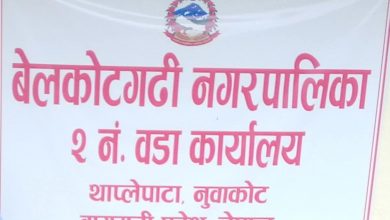 बेलकोटगढी नगरपालिका
२ नं. वडा कार्यालय
थाप्लेपाटा, नुवाकोट